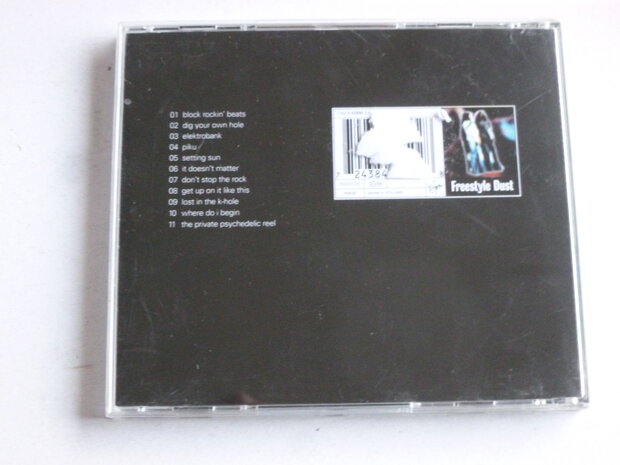 01 block rockin' beats
02 dig your own hole
03 elektrobank
04 piku
05 setting sun
06 it doesn't matter
07 don't stop the rock
08 get up on it like this
09 lost in the k-hole
10 where do i begin
11 the private psychedelic reel
7 24384
Freestyle Dust